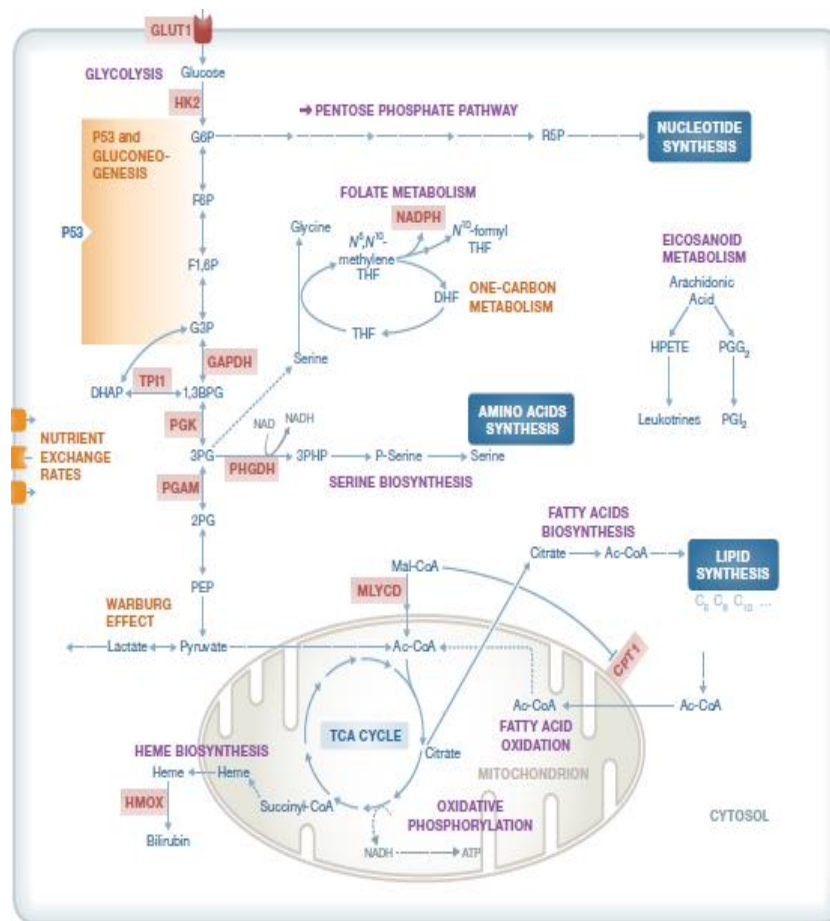 GLUT1
GLYCOLYSIS
Glucose
HK2
→ PENTOSE PHOSPHATE PATHWAY
P53 and
GLUCONEO-
GENESIS
G6P
R5P
NUCLEOTIDE
SYNTHESIS
P53
F6P
F1,6P
G3P
FOLATE METABOLISM
NADPH
Glycine
N⁵,N¹⁰-
methylene
THF
N¹⁰-formyl
THF
DHF
ONE-CARBON
METABOLISM
THF
Serine
EICOSANOID
METABOLISM
Arachidonic
Acid
HPETE
PGG₂
Leukotrines
PGI₂
GAPDH
TPI1
DHAP
1,3BPG
PGK
NUTRIENT
EXCHANGE
RATES
NAD
NADH
AMINO ACIDS
SYNTHESIS
3PG
PHGDH
3PHP
P-Serine
Serine
SERINE BIOSYNTHESIS
PGAM
2PG
PEP
FATTY ACIDS
BIOSYNTHESIS
Citrate
Ac-CoA
LIPID
SYNTHESIS
C₆ C₈ C₁₀ ...
Mal-CoA
MLYCD
WARBURG
EFFECT
Lactate
Pyruvate
Ac-CoA
CPT1
Ac-CoA
Ac-CoA
FATTY ACID
OXIDATION
TCA CYCLE
Citrate
MITOCHONDRION
HEME BIOSYNTHESIS
Heme
Heme
HMOX
Succinyl-CoA
Bilirubin
OXIDATIVE
PHOSPHORYLATION
NADH
ATP
CYTOSOL